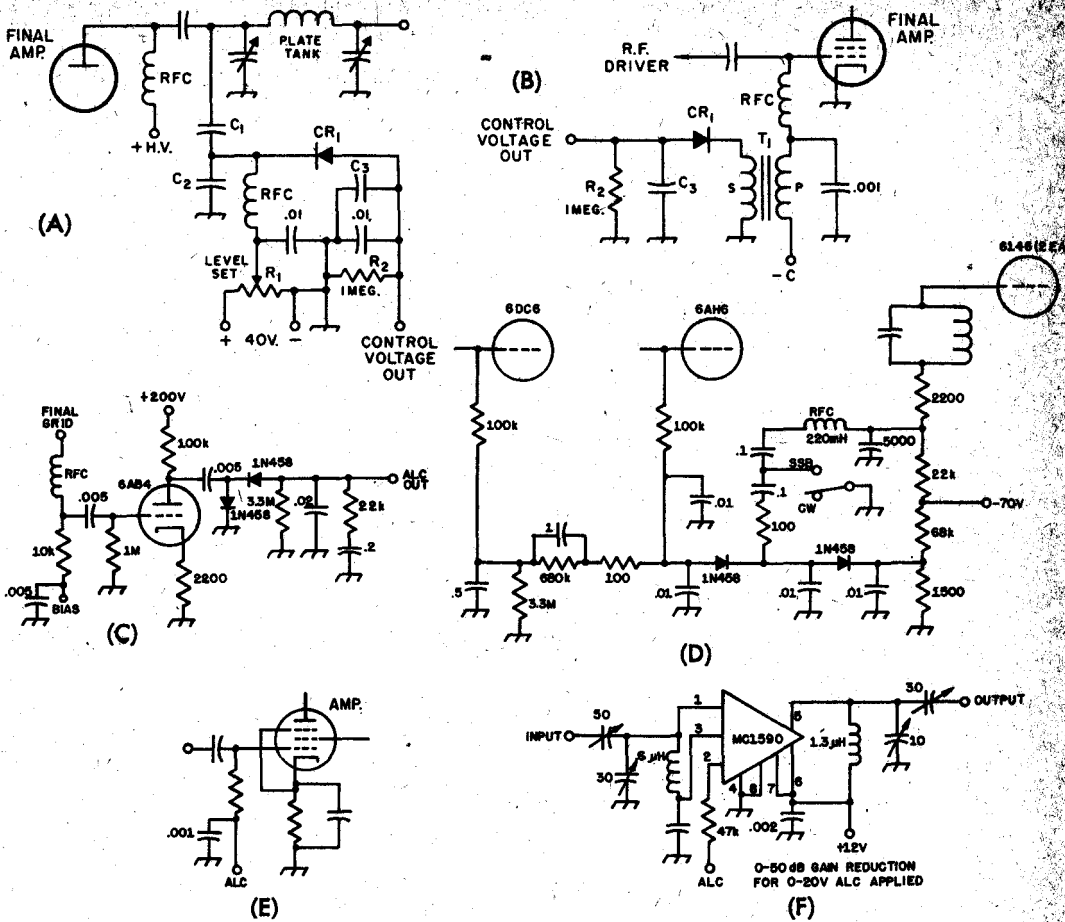 FINAL
AMP.
RFC
+ H.V.
PLATE
TANK
C1
C2
CR1
C3
RFC
.01
.01
LEVEL
SET
R1
R2
1 MEG.
+ 40V. -
CONTROL
VOLTAGE
OUT
(A)
FINAL
AMP.
(B)
R.F.
DRIVER
RFC
CONTROL
VOLTAGE
OUT
CR1
T1
R2
1 MEG.
C3
S
P
.001
- C
FINAL
GRID
RFC
+200V
100k
6AB4
.005
.005
1N458
1N458
3.3M
.02
22k
.2
ALC
OUT
10k
1M
2200
.005
BIAS
(C)
6DC6
6AH6
100k
100k
.01
1
680k
100
.5
3.3M
.01
1N458
.01
1N458
.01
RFC
220mH
5000
.1
SSB
.1
CW
100
2200
22k
-70V
68k
1500
(D)
AMP.
.001
ALC
(E)
INPUT
50
30
1
3
2
MC1590
5
4
8
7
6
47k
ALC
.002
1.3µH
30
10
OUTPUT
+12V
0-50 dB GAIN REDUCTION
FOR 0-20V ALC APPLIED
(F)